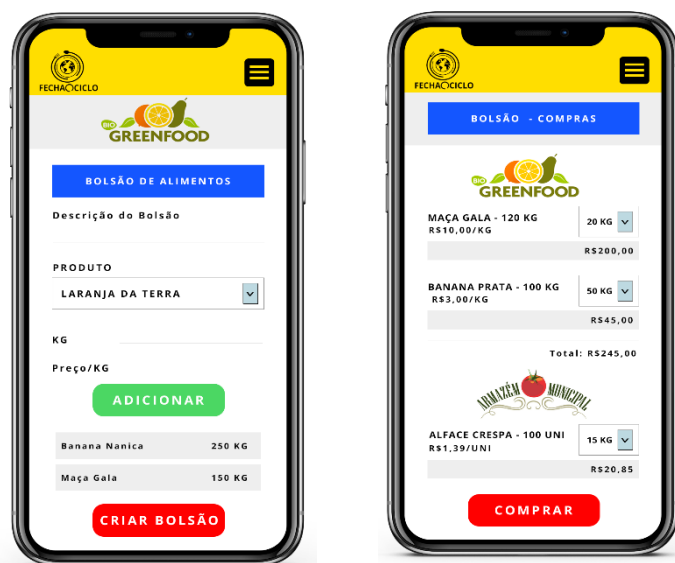 FECHAOCICLO
BIO
GREENFOOD
BOLSÃO DE ALIMENTOS
Descrição do Bolsão
PRODUTO
LARANJA DA TERRA
KG
Preço/KG
ADICIONAR
Banana Nanica 250 KG
Maça Gala 150 KG
CRIAR BOLSÃO
FECHAOCICLO
BOLSÃO - COMPRAS
BIO
GREENFOOD
MAÇA GALA - 120 KG 20 KG
R$10,00/KG
R$200,00
BANANA PRATA - 100 KG 50 KG
R$3,00/KG
R$45,00
Total: R$245,00
ARMAZÉM MUNICIPAL
ALFACE CRESPA - 100 UNI 15 KG
R$1,39/UNI
R$20,85
COMPRAR